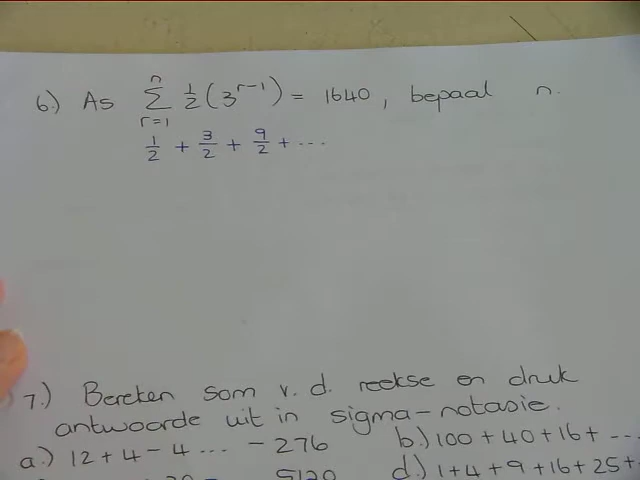 6.) As n Σ r=1 ½(3^(r-1)) = 1640, bepaal n.
1/2 + 3/2 + 9/2 + ...
7.) Bereken som v.d. reekse en druk
antwoorde uit in sigma-notasie.
a.) 12 + 4 - 4 ... - 276 b.) 100 + 40 + 16 + ...
5120 d.) 1 + 4 + 9 + 16 + 25 +